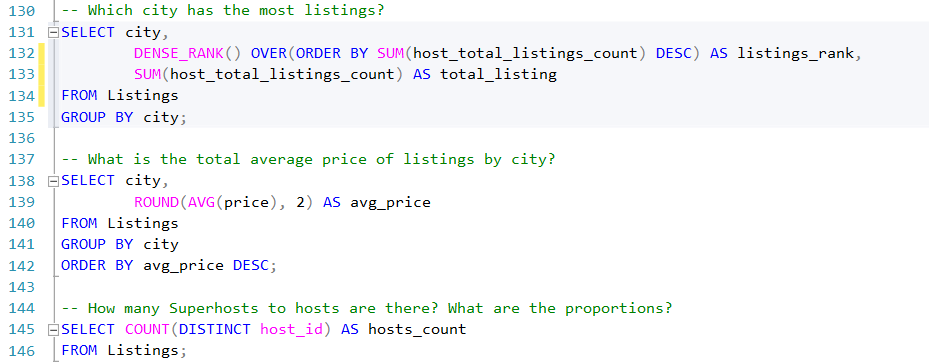 130 -- Which city has the most listings?
131 SELECT city,
132 DENSE_RANK() OVER(ORDER BY SUM(host_total_listings_count) DESC) AS listings_rank,
133 SUM(host_total_listings_count) AS total_listing
134 FROM Listings
135 GROUP BY city;
136
137 -- What is the total average price of listings by city?
138 SELECT city,
139 ROUND(AVG(price), 2) AS avg_price
140 FROM Listings
141 GROUP BY city
142 ORDER BY avg_price DESC;
143
144 -- How many Superhosts to hosts are there? What are the proportions?
145 SELECT COUNT(DISTINCT host_id) AS hosts_count
146 FROM Listings;